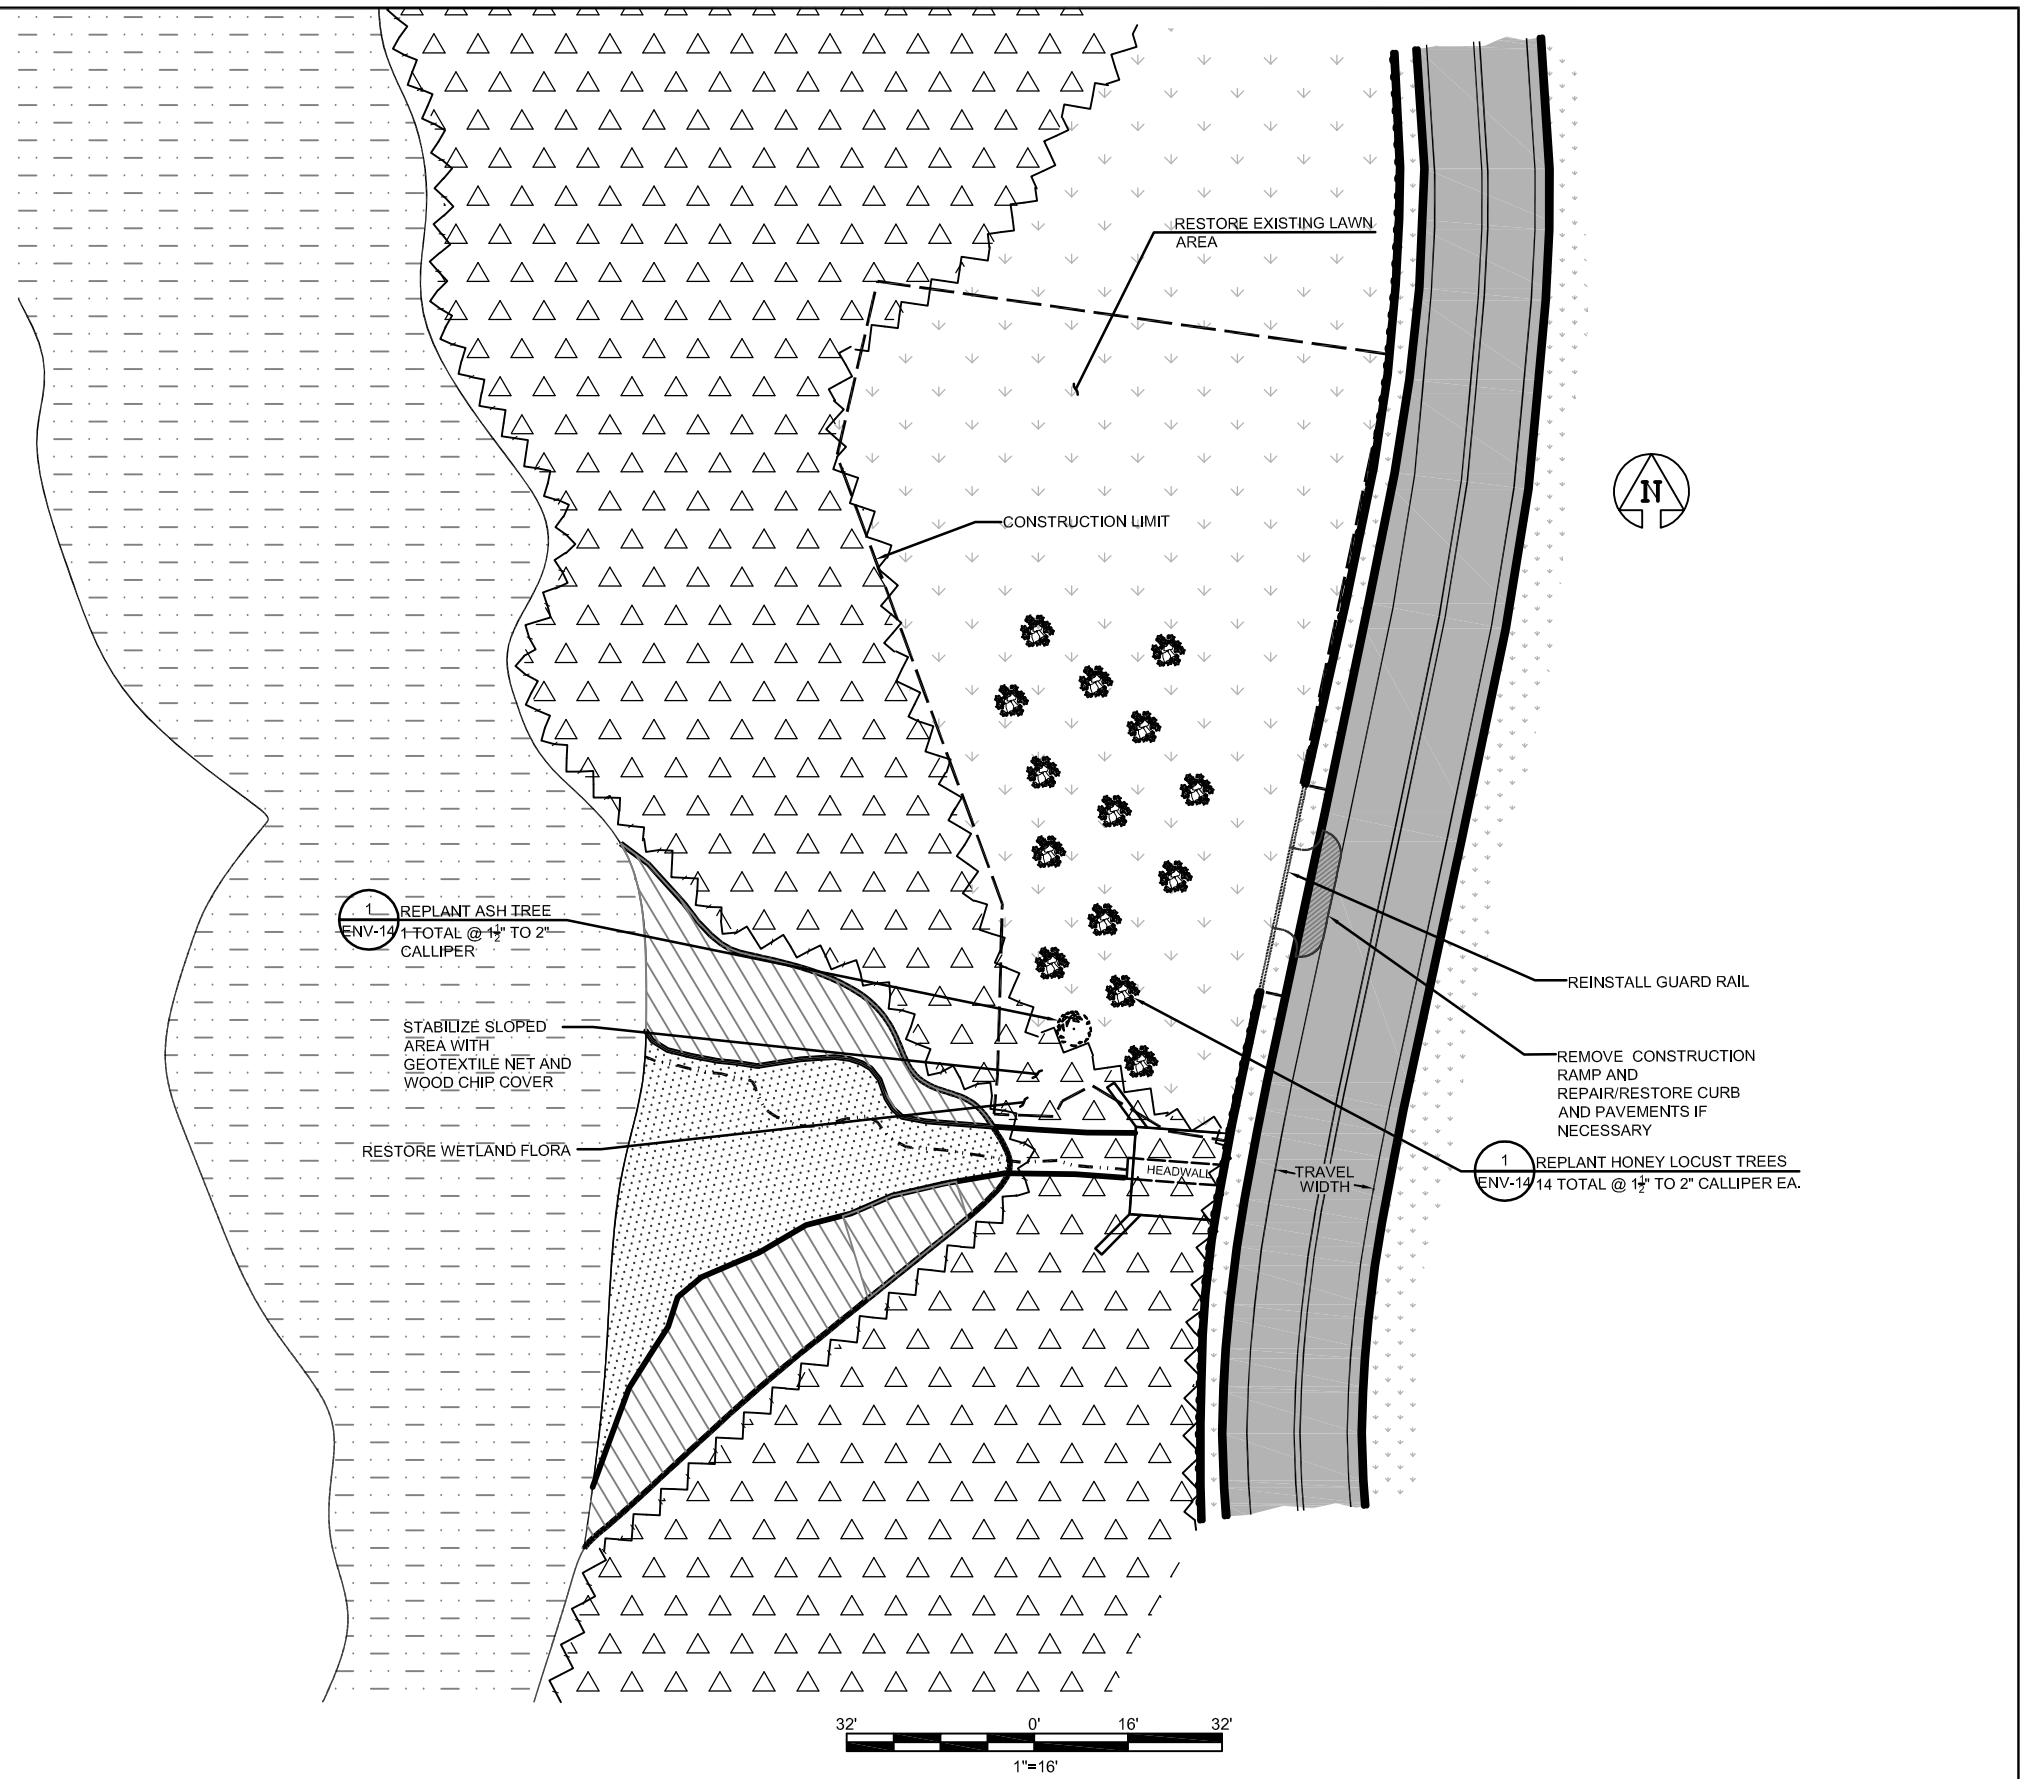 RESTORE EXISTING LAWN
AREA
N
CONSTRUCTION LIMIT
1
ENV-14
REPLANT ASH TREE
1 TOTAL @ 1½" TO 2"
CALLIPER
STABILIZE SLOPED
AREA WITH
GEOTEXTILE NET AND
WOOD CHIP COVER
RESTORE WETLAND FLORA
HEADWALL
TRAVEL
WIDTH
REINSTALL GUARD RAIL
REMOVE CONSTRUCTION
RAMP AND
REPAIR/RESTORE CURB
AND PAVEMENTS IF
NECESSARY
1
ENV-14
REPLANT HONEY LOCUST TREES
14 TOTAL @ 1½" TO 2" CALLIPER EA.
32' 0' 16' 32'
1"=16'